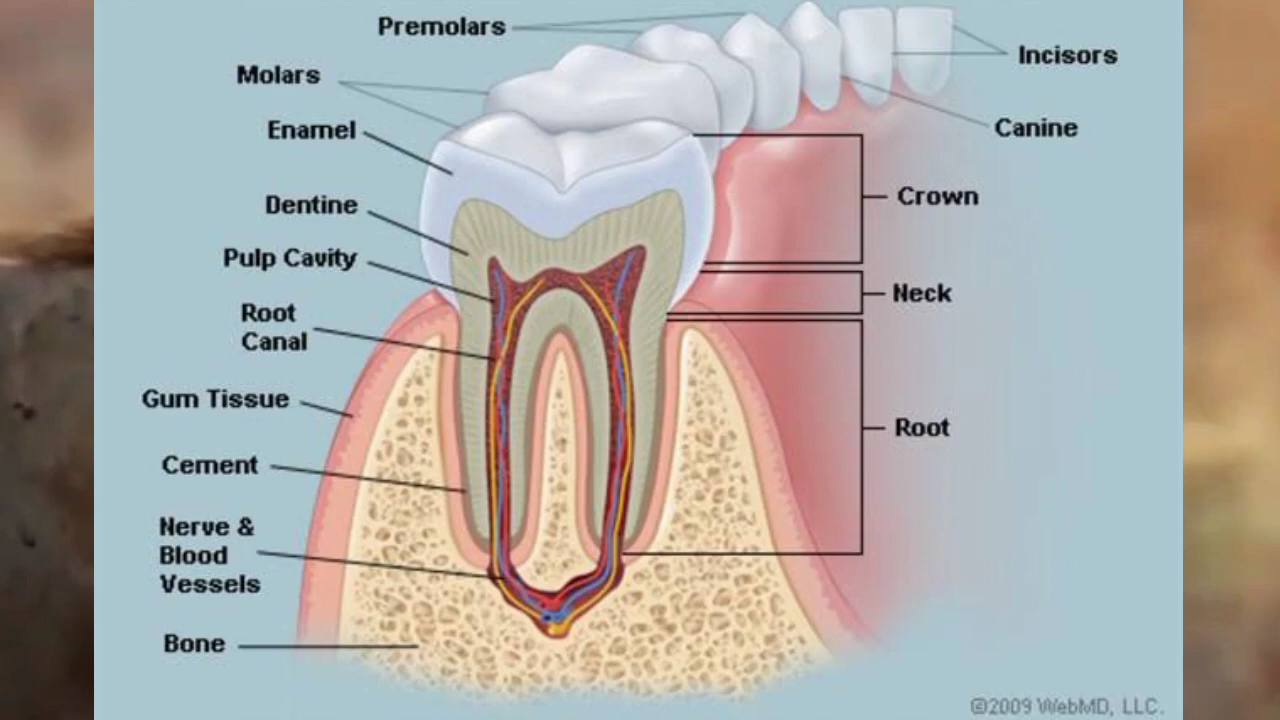 Premolars
Incisors
Molars
Enamel
Canine
Dentine
Crown
Pulp Cavity
Neck
Root
Canal
Gum Tissue
Root
Cement
Nerve &
Blood
Vessels
Bone
©2009 WebMD, LLC.